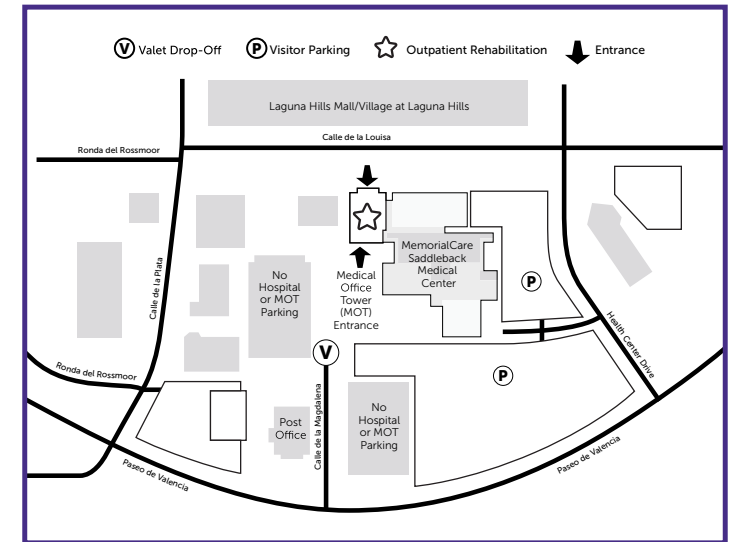 V Valet Drop-Off
P Visitor Parking
Outpatient Rehabilitation
Entrance
Laguna Hills Mall/Village at Laguna Hills
Calle de la Louisa
Ronda del Rossmoor
MemorialCare
Saddleback
Medical
Center
No
Hospital
or MOT
Parking
Medical
Office
Tower
(MOT)
Entrance
P
Calle de la Plata
Health Center Drive
V
Ronda del Rossmoor
P
Calle de la Magdalena
No
Hospital
or MOT
Parking
Post
Office
Paseo de Valencia
Paseo de Valencia